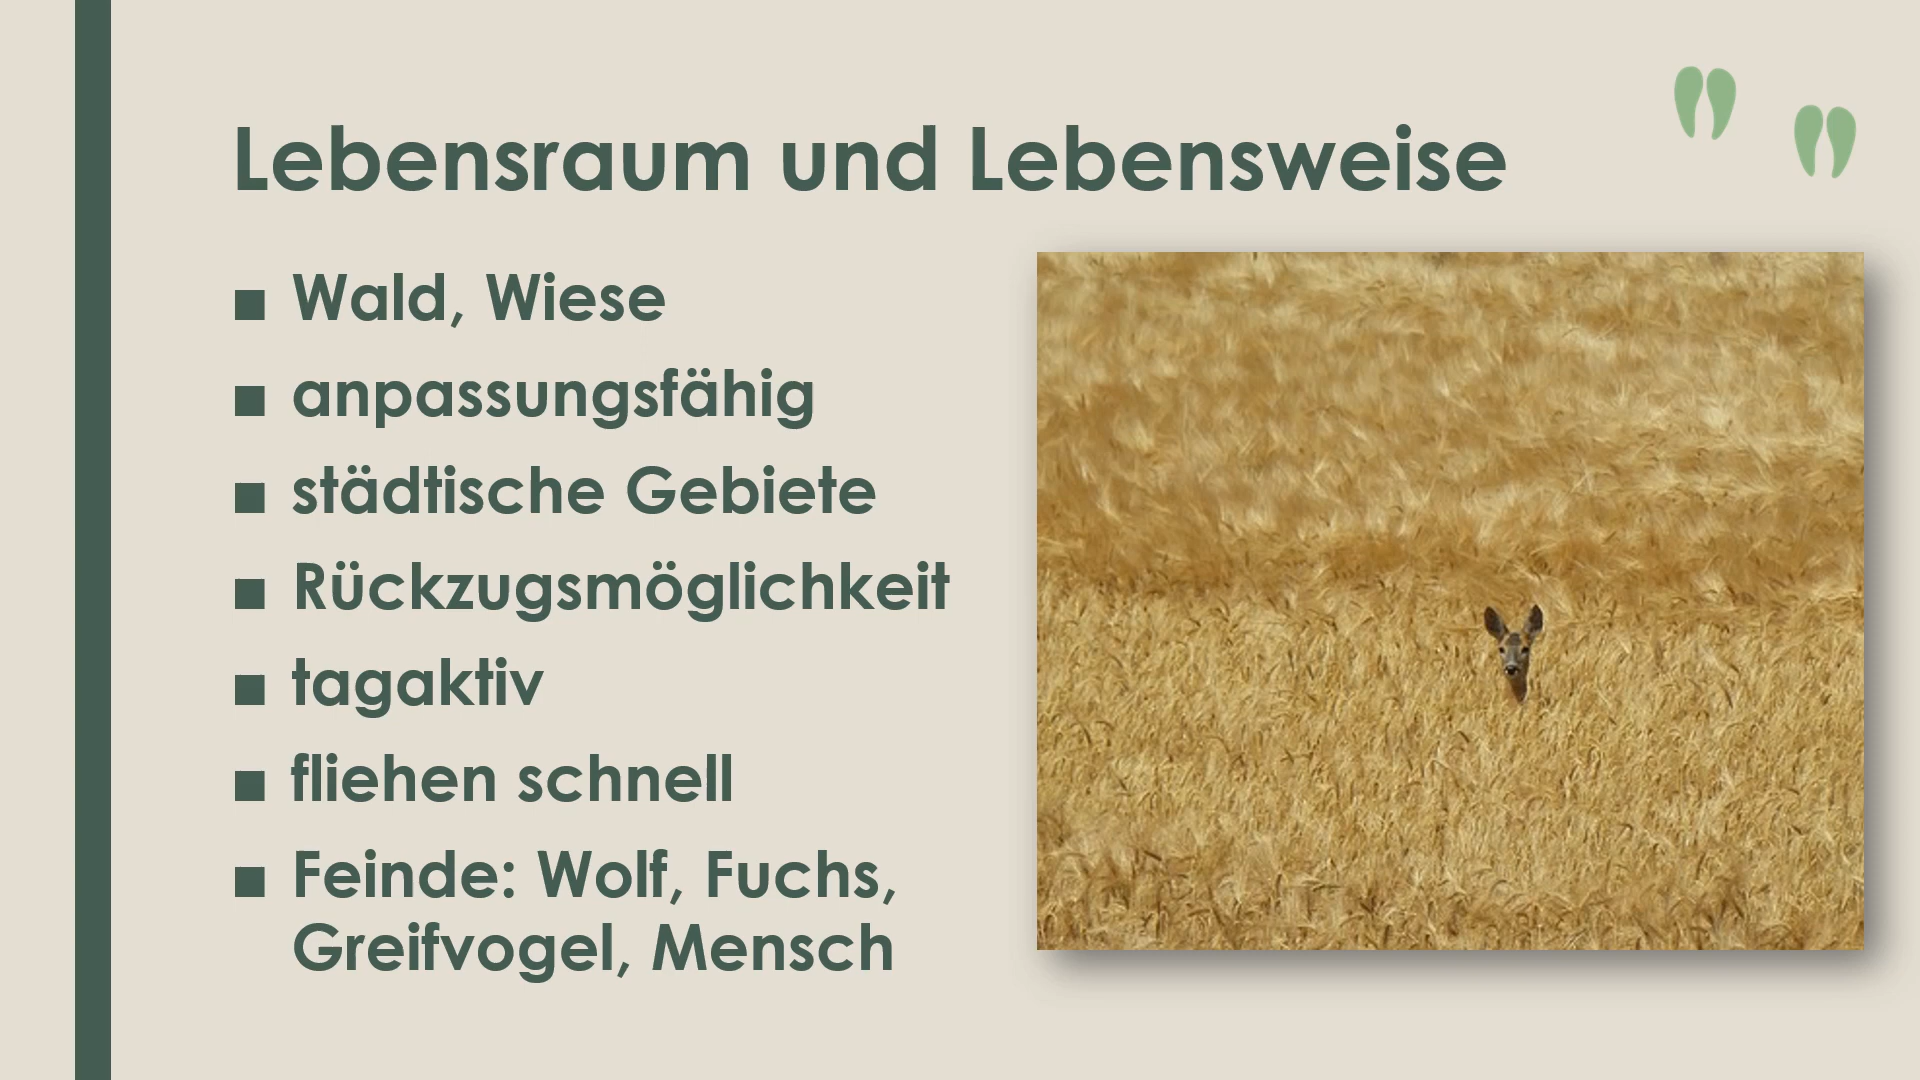 Lebensraum und Lebensweise
■ Wald, Wiese
■ anpassungsfähig
■ städtische Gebiete
■ Rückzugsmöglichkeit
■ tagaktiv
■ fliehen schnell
■ Feinde: Wolf, Fuchs,
Greifvogel, Mensch